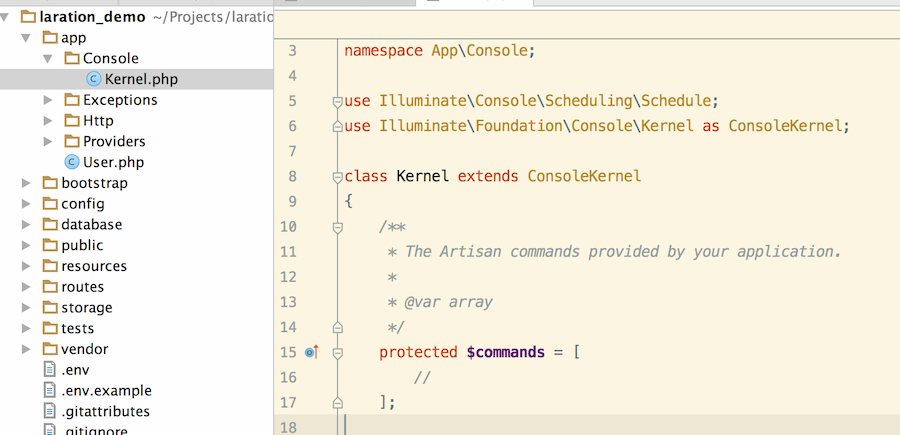 laration_demo ~/Projects/laratio
app
Console
Kernel.php
Exceptions
Http
Providers
User.php
bootstrap
config
database
public
resources
routes
storage
tests
vendor
.env
.env.example
.gitattributes
.gitignore
3 namespace App\Console;
4
5 use Illuminate\Console\Scheduling\Schedule;
6 use Illuminate\Foundation\Console\Kernel as ConsoleKernel;
7
8 class Kernel extends ConsoleKernel
9 {
10 /**
11 * The Artisan commands provided by your application.
12 *
13 * @var array
14 */
15 protected $commands = [
16 //
17 ];
18